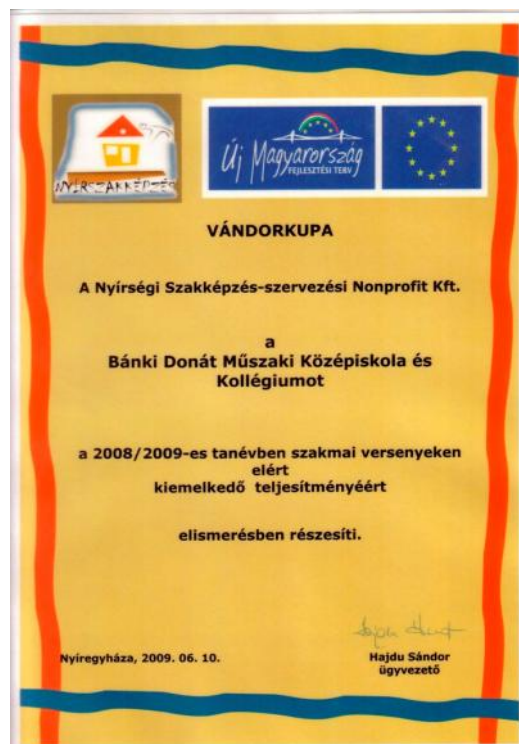 NYÍRSZAKKÉPZÉS
Új Magyarország
FEJLESZTÉSI TERV
VÁNDORKUPA
A Nyírségi Szakképzés-szervezési Nonprofit Kft.
a
Bánki Donát Műszaki Középiskola és
Kollégiumot
a 2008/2009-es tanévben szakmai versenyeken
elért
kiemelkedő teljesítményéért
elismerésben részesíti.
Nyíregyháza, 2009. 06. 10.
Hajdu Sándor
ügyvezető